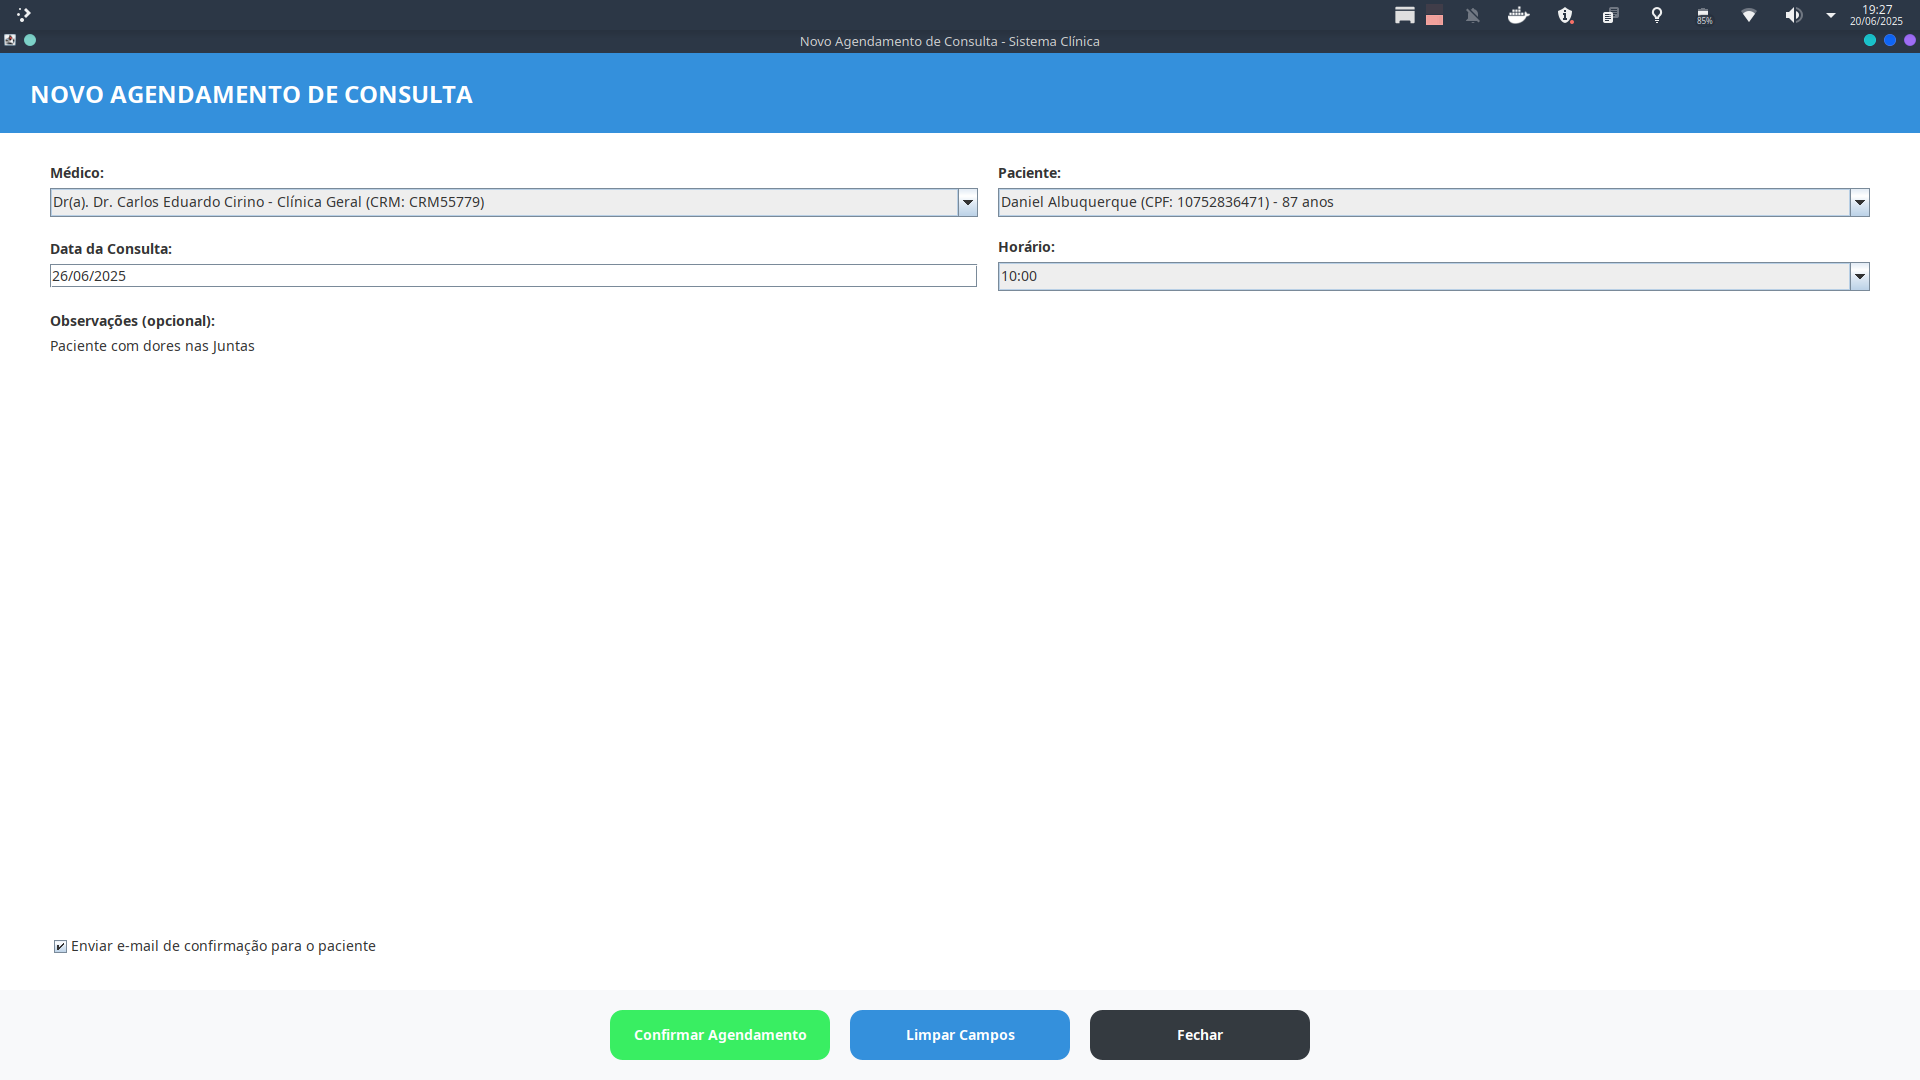 19:27
85%
20/06/2025
Novo Agendamento de Consulta - Sistema Clínica
NOVO AGENDAMENTO DE CONSULTA
Médico:
Paciente:
Dr(a). Dr. Carlos Eduardo Cirino - Clínica Geral (CRM: CRM55779)
Daniel Albuquerque (CPF: 10752836471) - 87 anos
Data da Consulta:
Horário:
26/06/2025
10:00
Observações (opcional):
Paciente com dores nas Juntas
Enviar e-mail de confirmação para o paciente
Confirmar Agendamento
Limpar Campos
Fechar